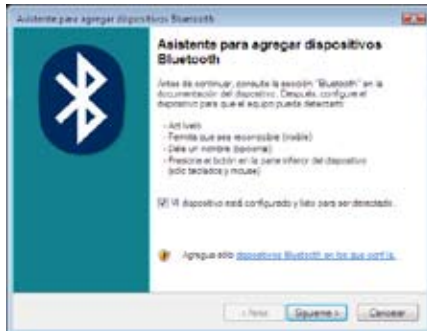 Asistente para agregar dispositivos Bluetooth
Asistente para agregar dispositivos
Bluetooth
Antes de continuar, consulte la sección "Bluetooth" en la
documentación del dispositivo. Después, configure el
dispositivo para que el equipo pueda detectarlo:
- Actívelo
- Permita que sea reconocible (visible)
- Dele un nombre (opcional)
- Presione el botón en la parte inferior del dispositivo
(sólo teclados y mouse)
Mi dispositivo está configurado y listo para ser detectado.
Agregue sólo dispositivos Bluetooth en los que confía.
< Atrás Siguiente > Cancelar